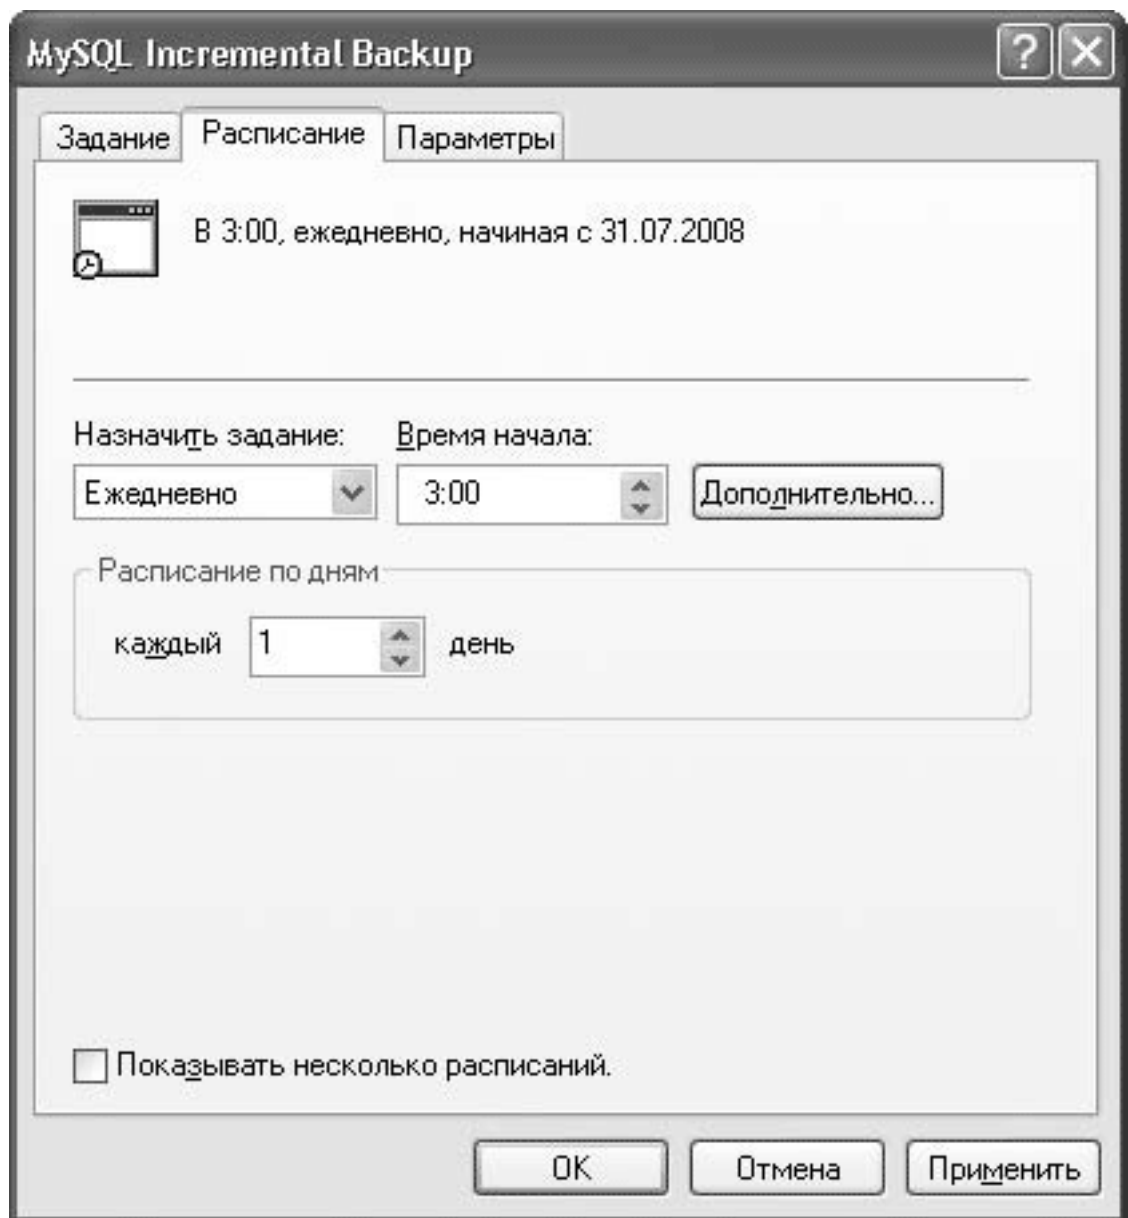 MySQL Incremental Backup
Задание Расписание Параметры
В 3:00, ежедневно, начиная с 31.07.2008
Назначить задание: Время начала:
Ежедневно 3:00 Дополнительно...
Расписание по дням
каждый 1 день
Показывать несколько расписаний.
OK Отмена Применить